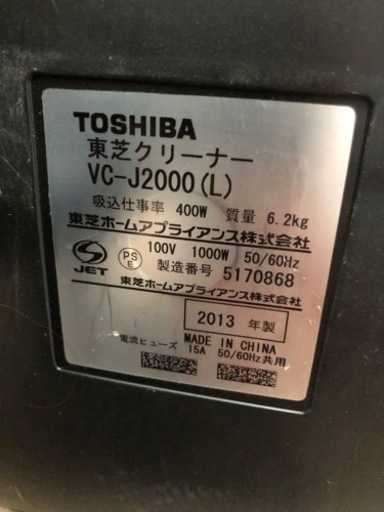 TOSHIBA
東芝クリーナー
VC-J2000(L)
吸込仕事率 400W 質量 6.2kg
東芝ホームアプライアンス株式会社
100V 1000W 50/60Hz
S JET PSE 製造番号 5170868
東芝ホームアプライアンス株式会社
2013 年製
MADE IN CHINA
電流ヒューズ 15A 50/60Hz共用